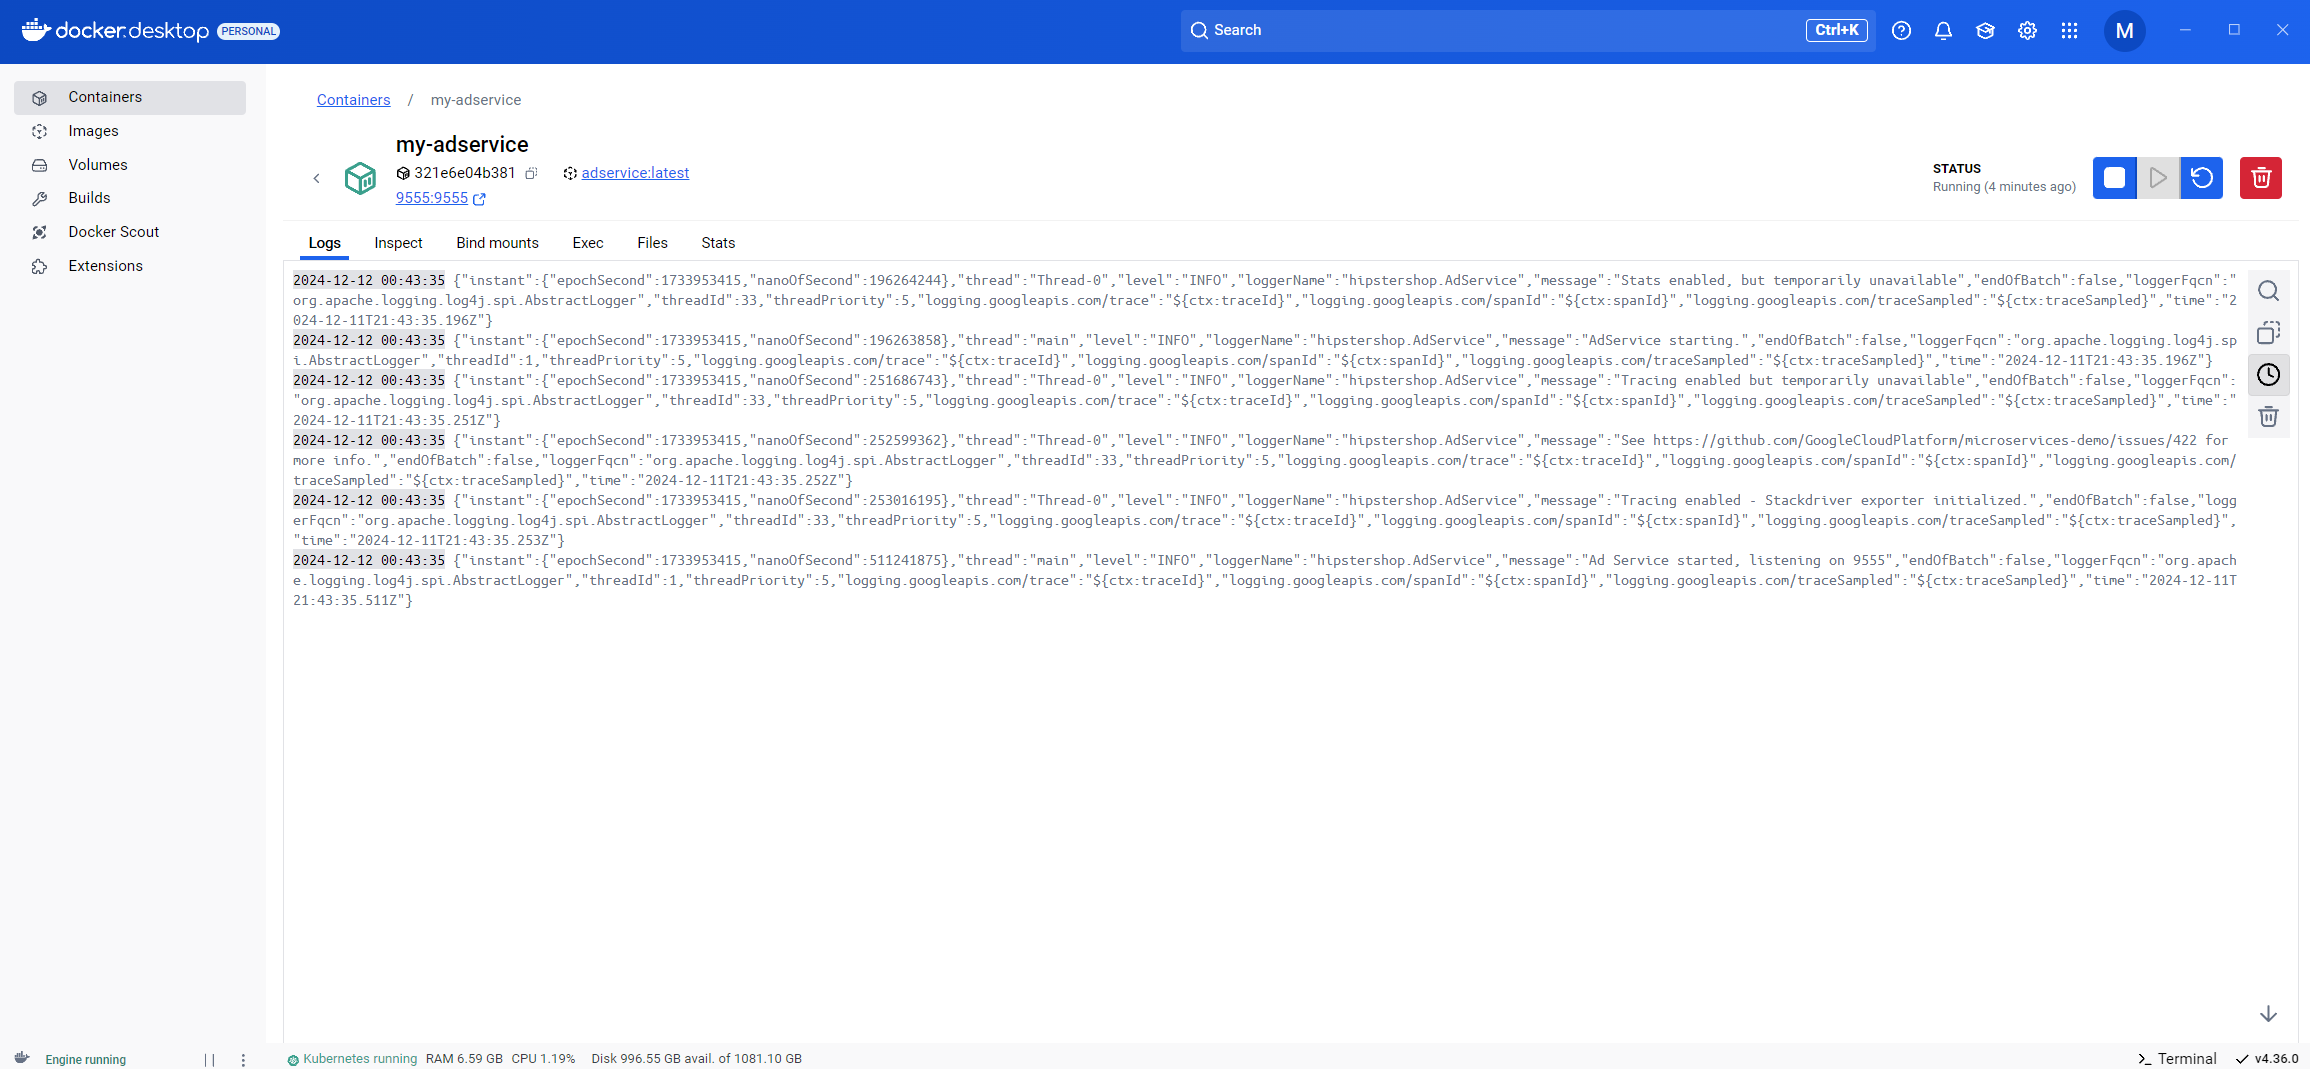 docker.desktop PERSONAL
Search
Ctrl+K
M
Containers
Images
Volumes
Builds
Docker Scout
Extensions
Containers / my-adservice
my-adservice
321e6e04b381 adservice:latest
9555:9555
STATUS
Running (4 minutes ago)
Logs Inspect Bind mounts Exec Files Stats
2024-12-12 00:43:35 {"instant":{"epochSecond":1733953415,"nanoOfSecond":196264244},"thread":"Thread-0","level":"INFO","loggerName":"hipstershop.AdService","message":"Stats enabled, but temporarily unavailable","endOfBatch":false,"loggerFqcn":"
org.apache.logging.log4j.spi.AbstractLogger","threadId":33,"threadPriority":5,"logging.googleapis.com/trace":"${ctx:traceId}","logging.googleapis.com/spanId":"${ctx:spanId}","logging.googleapis.com/traceSampled":"${ctx:traceSampled}","time":"2
024-12-11T21:43:35.196Z"}
2024-12-12 00:43:35 {"instant":{"epochSecond":1733953415,"nanoOfSecond":196263858},"thread":"main","level":"INFO","loggerName":"hipstershop.AdService","message":"AdService starting.","endOfBatch":false,"loggerFqcn":"org.apache.logging.log4j.sp
i.AbstractLogger","threadId":1,"threadPriority":5,"logging.googleapis.com/trace":"${ctx:traceId}","logging.googleapis.com/spanId":"${ctx:spanId}","logging.googleapis.com/traceSampled":"${ctx:traceSampled}","time":"2024-12-11T21:43:35.196Z"}
2024-12-12 00:43:35 {"instant":{"epochSecond":1733953415,"nanoOfSecond":251686743},"thread":"Thread-0","level":"INFO","loggerName":"hipstershop.AdService","message":"Tracing enabled but temporarily unavailable","endOfBatch":false,"loggerFqcn":
"org.apache.logging.log4j.spi.AbstractLogger","threadId":33,"threadPriority":5,"logging.googleapis.com/trace":"${ctx:traceId}","logging.googleapis.com/spanId":"${ctx:spanId}","logging.googleapis.com/traceSampled":"${ctx:traceSampled}","time":"
2024-12-11T21:43:35.251Z"}
2024-12-12 00:43:35 {"instant":{"epochSecond":1733953415,"nanoOfSecond":252599362},"thread":"Thread-0","level":"INFO","loggerName":"hipstershop.AdService","message":"See https://github.com/GoogleCloudPlatform/microservices-demo/issues/422 for
more info.","endOfBatch":false,"loggerFqcn":"org.apache.logging.log4j.spi.AbstractLogger","threadId":33,"threadPriority":5,"logging.googleapis.com/trace":"${ctx:traceId}","logging.googleapis.com/spanId":"${ctx:spanId}","logging.googleapis.com/
traceSampled":"${ctx:traceSampled}","time":"2024-12-11T21:43:35.252Z"}
2024-12-12 00:43:35 {"instant":{"epochSecond":1733953415,"nanoOfSecond":253016195},"thread":"Thread-0","level":"INFO","loggerName":"hipstershop.AdService","message":"Tracing enabled - Stackdriver exporter initialized.","endOfBatch":false,"logg
erFqcn":"org.apache.logging.log4j.spi.AbstractLogger","threadId":33,"threadPriority":5,"logging.googleapis.com/trace":"${ctx:traceId}","logging.googleapis.com/spanId":"${ctx:spanId}","logging.googleapis.com/traceSampled":"${ctx:traceSampled}",
"time":"2024-12-11T21:43:35.253Z"}
2024-12-12 00:43:35 {"instant":{"epochSecond":1733953415,"nanoOfSecond":511241875},"thread":"main","level":"INFO","loggerName":"hipstershop.AdService","message":"Ad Service started, listening on 9555","endOfBatch":false,"loggerFqcn":"org.apach
e.logging.log4j.spi.AbstractLogger","threadId":1,"threadPriority":5,"logging.googleapis.com/trace":"${ctx:traceId}","logging.googleapis.com/spanId":"${ctx:spanId}","logging.googleapis.com/traceSampled":"${ctx:traceSampled}","time":"2024-12-11T
21:43:35.511Z"}
Engine running
Kubernetes running RAM 6.59 GB CPU 1.19% Disk 996.55 GB avail. of 1081.10 GB
Terminal
v4.36.0